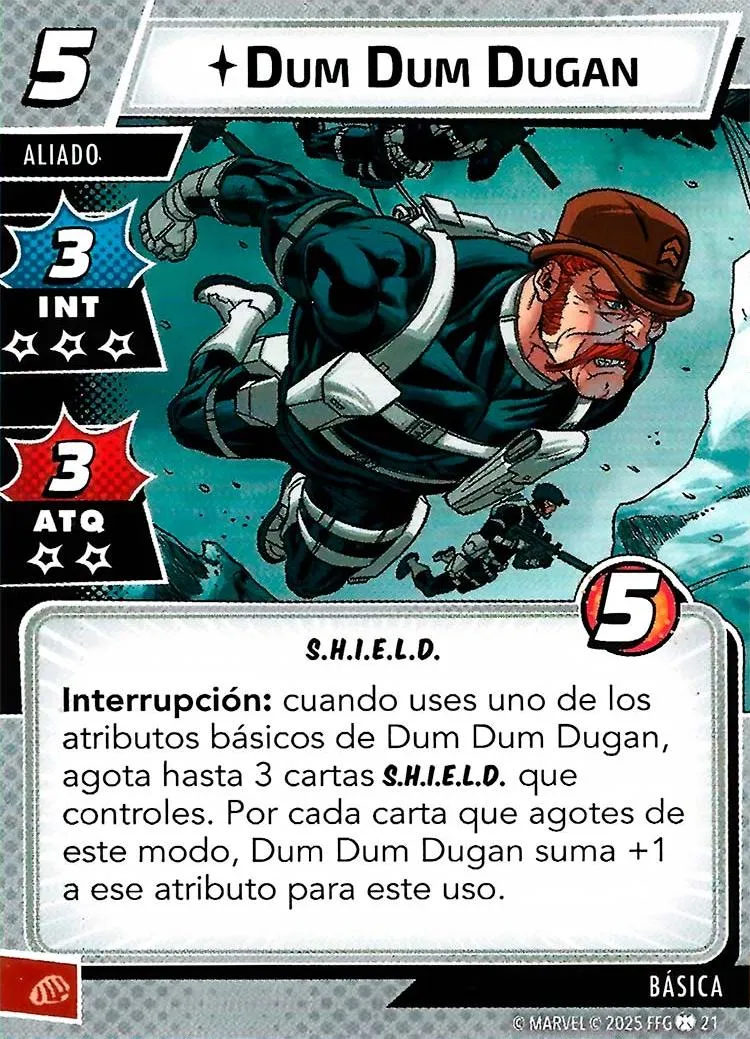 5
DUM DUM DUGAN
ALIADO
3
INT
3
ATQ
5
S.H.I.E.L.D.
Interrupción: cuando uses uno de los
atributos básicos de Dum Dum Dugan,
agota hasta 3 cartas S.H.I.E.L.D. que
controles. Por cada carta que agotes de
este modo, Dum Dum Dugan suma +1
a ese atributo para este uso.
BÁSICA
© MARVEL © 2025 FFG 21